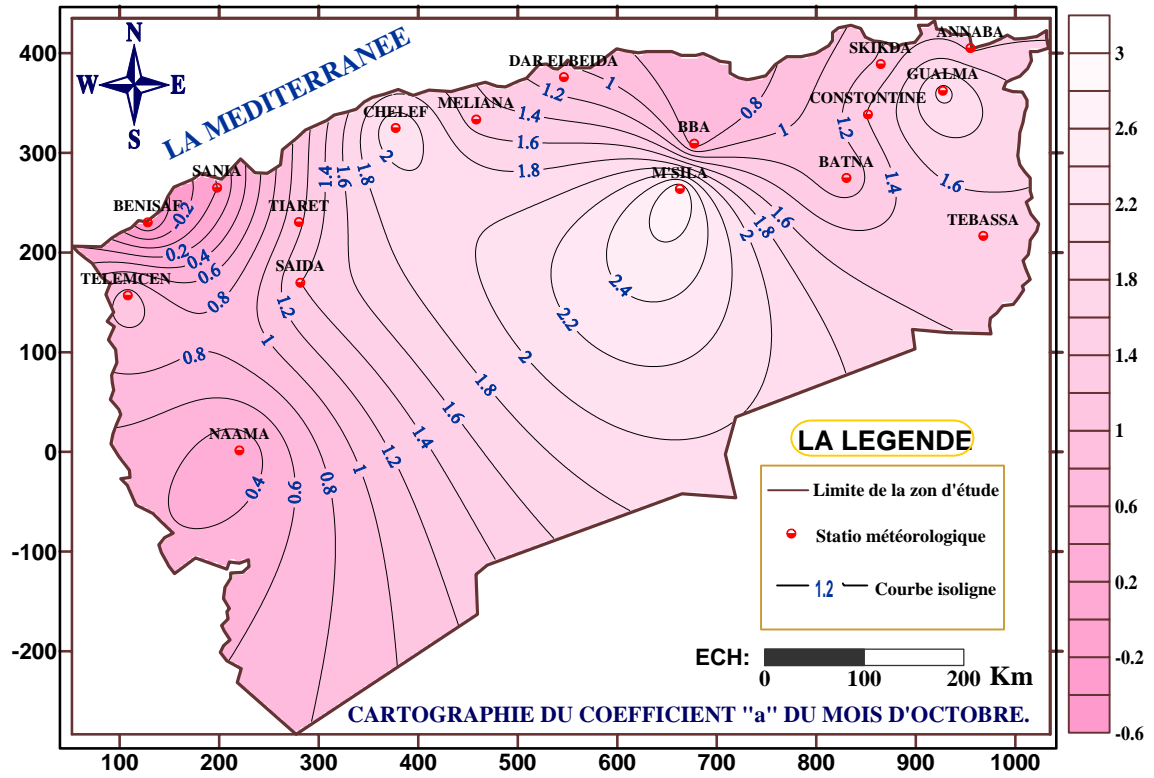 400
300
200
100
0
-100
-200
100 200 300 400 500 600 700 800 900 1000
N
W E
S
LA MEDITERRANEE
ANNABA
SKIKDA
GUALMA
DAR ELBEIDA
CONSTONTINE
MELIANA
CHELEF
BBA
BATNA
M'SILA
SANIA
BENISAF
TIARET
TEBASSA
SAIDA
TELEMCEN
NAAMA
1.2
1
0.8
1.4
1.6
1.8
2
1.4
1.6
1.8
1
1.2
1.4
1.6
-0.2
0.2
0.4
0.6
0.8
1.2
1
0.8
1.6
1.8
2
2.4
2.2
2
1.8
1.6
1.4
1.2
1
0.8
0.6
0.4
LA LEGENDE
Limite de la zon d'étude
Statio météorologique
1.2 Courbe isoligne
ECH:
0 100 200 Km
CARTOGRAPHIE DU COEFFICIENT "a" DU MOIS D'OCTOBRE.
3
2.6
2.2
1.8
1.4
1
0.6
0.2
-0.2
-0.6